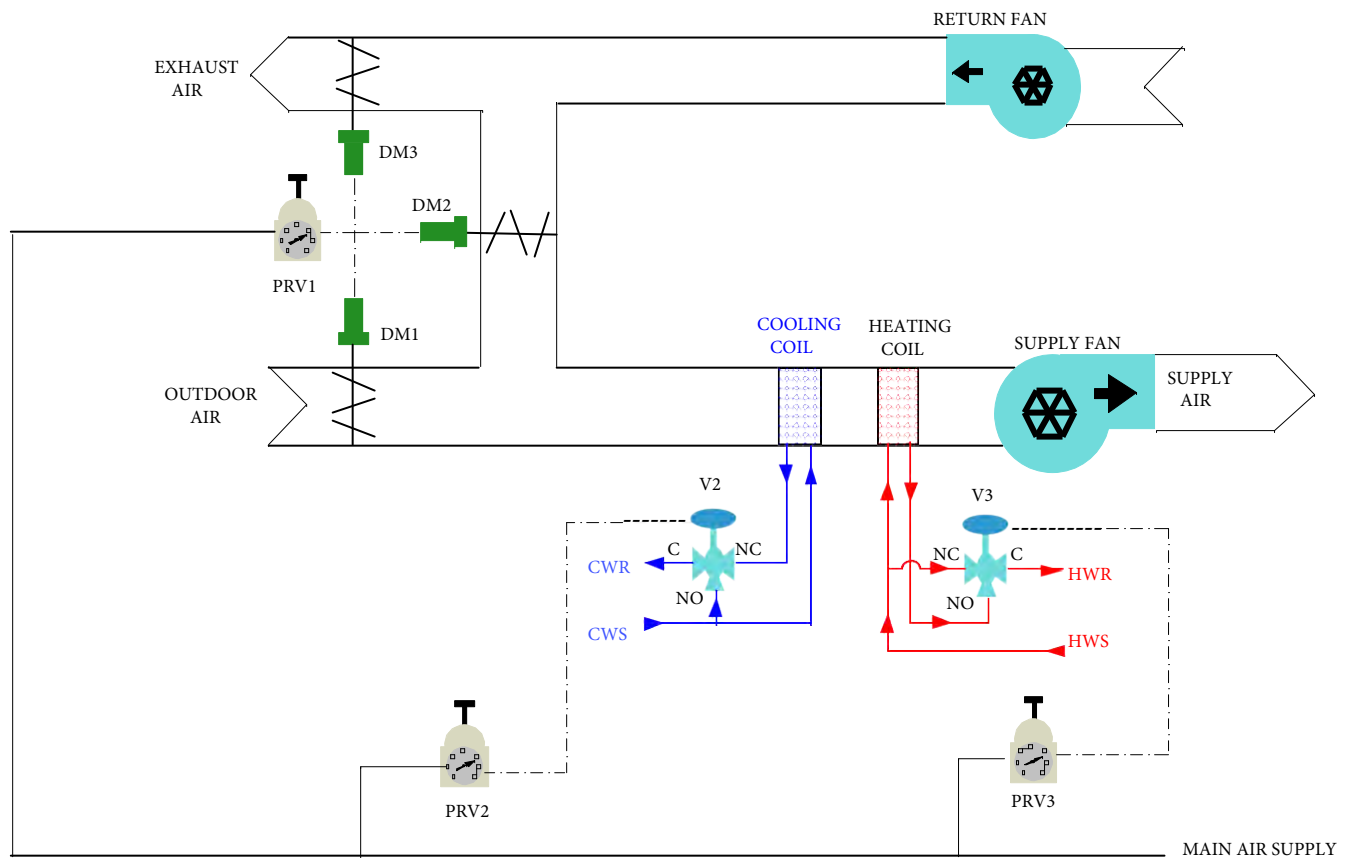 RETURN FAN
EXHAUST
AIR
DM3
DM2
PRV1
DM1
COOLING
COIL
HEATING
COIL
SUPPLY FAN
OUTDOOR
AIR
SUPPLY
AIR
V2
V3
C
NC
NC
C
CWR
HWR
NO
NO
CWS
HWS
PRV2
PRV3
MAIN AIR SUPPLY